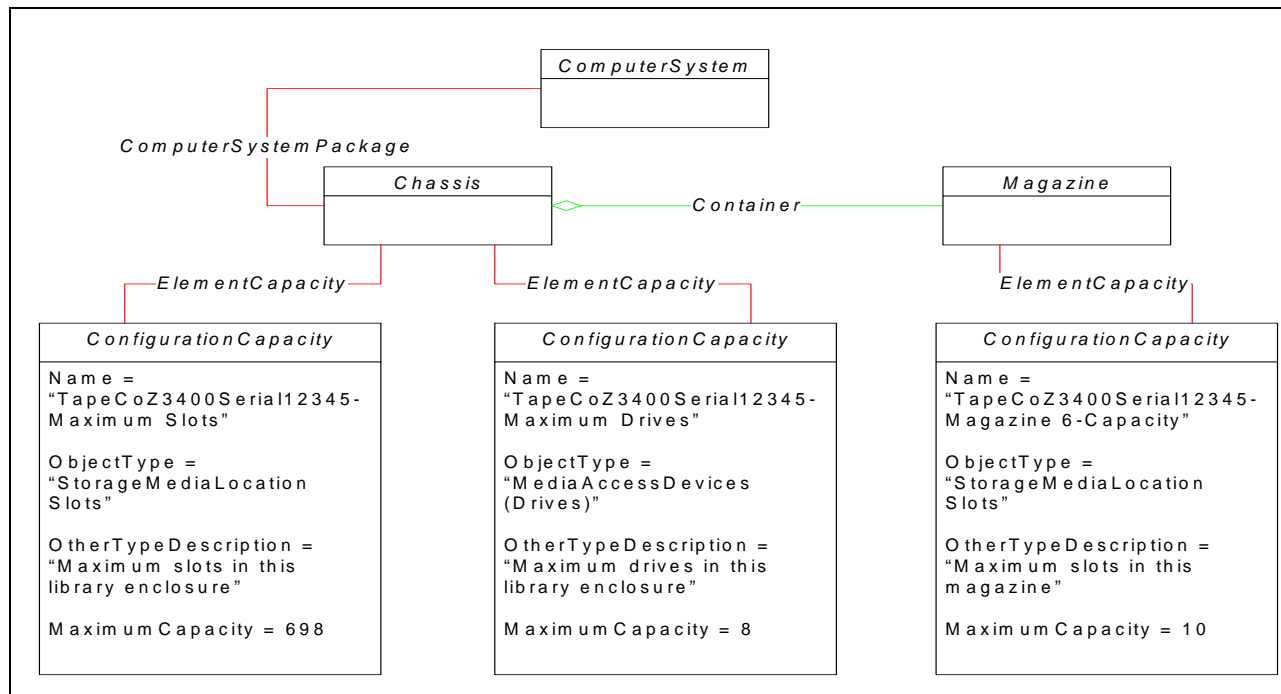 ComputerSystem
ComputerSystemPackage
Chassis
Container
Magazine
ElementCapacity
ElementCapacity
ElementCapacity
ConfigurationCapacity
Name =
“TapeCoZ3400Serial12345-
Maximum Slots”
ObjectType =
“StorageMediaLocation
Slots”
OtherTypeDescription =
“Maximum slots in this
library enclosure”
MaximumCapacity = 698
ConfigurationCapacity
Name =
“TapeCoZ3400Serial12345-
Maximum Drives”
ObjectType =
“MediaAccessDevices
(Drives)”
OtherTypeDescription =
“Maximum drives in this
library enclosure”
MaximumCapacity = 8
ConfigurationCapacity
Name =
“TapeCoZ3400Serial12345-
Magazine 6-Capacity”
ObjectType =
“StorageMediaLocation
Slots”
OtherTypeDescription =
“Maximum slots in this
magazine”
MaximumCapacity = 10